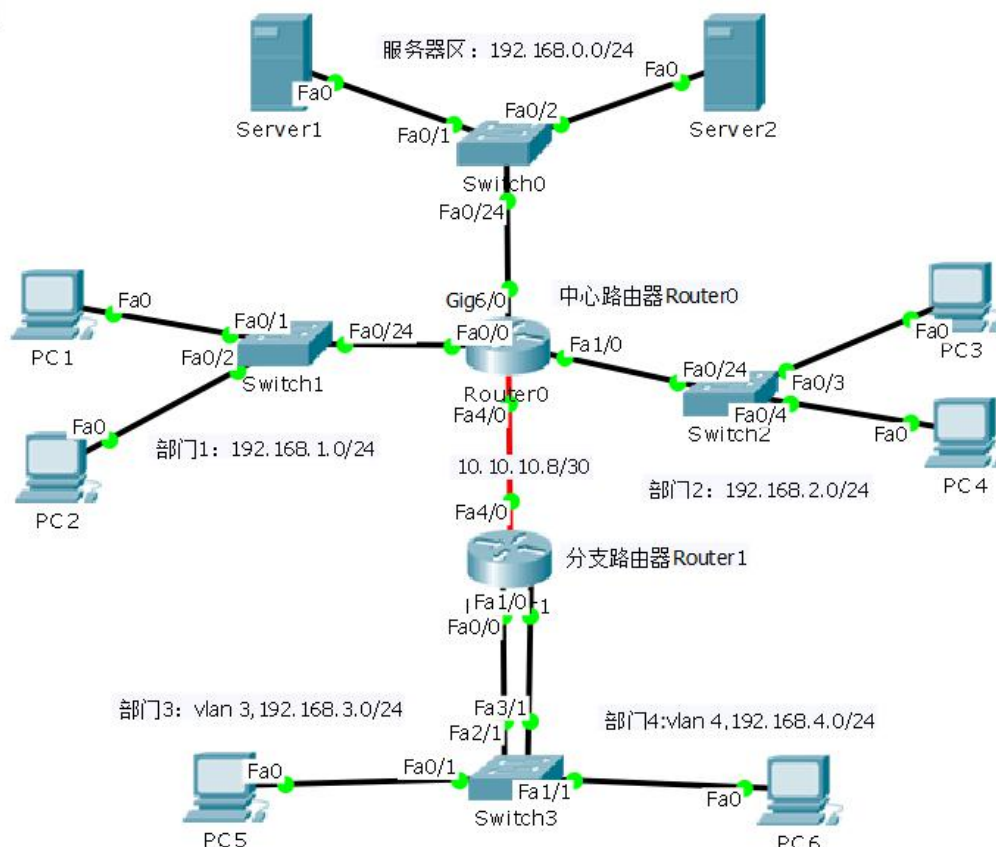 服务器区：192.168.0.0/24
Fa0
Fa0
Server1
Server2
Fa0/1
Fa0/2
Switch0
Fa0/24
Gig6/0
中心路由器Router0
Fa0
Fa0/1
Fa0/24
Fa0/0
PC1
Fa0/2
Switch1
Fa1/0
Fa0/24
Fa0
PC3
Fa0/3
Router0
Fa0/4
Switch2
Fa4/0
Fa0
Fa0
部门1：192.168.1.0/24
10.10.10.8/30
部门2：192.168.2.0/24
PC4
PC2
Fa4/0
分支路由器Router1
Fa1/0
Fa0/0
部门3：vlan 3,192.168.3.0/24
Fa3/1
Fa2/1
部门4:vlan 4,192.168.4.0/24
Fa0
Fa0/1
Fa1/1
Fa0
Switch3
PC5
PC6